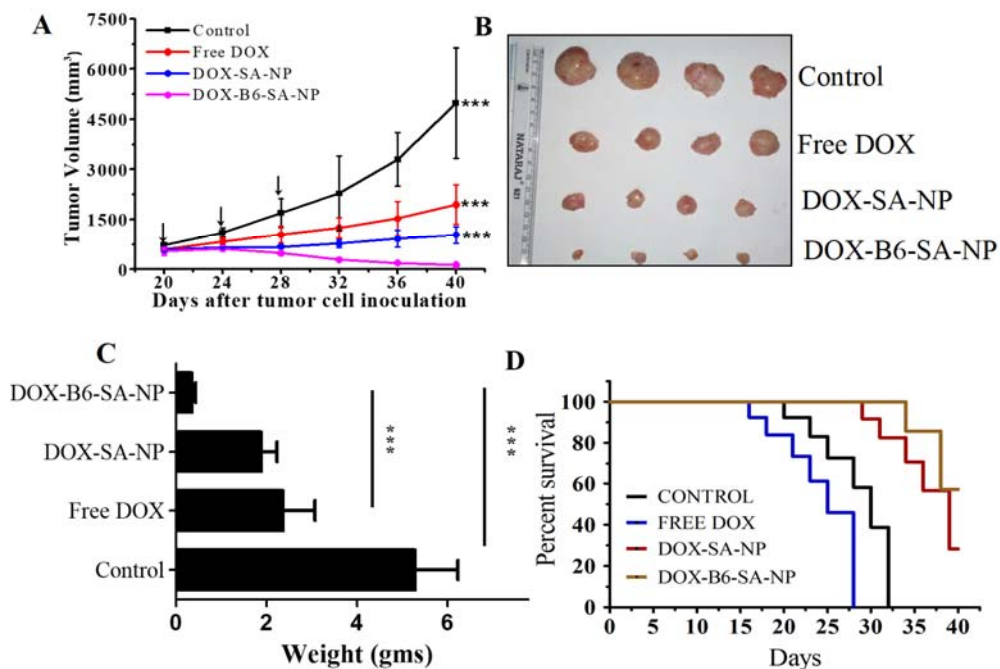 A
Control
Free DOX
DOX-SA-NP
DOX-B6-SA-NP
Tumor Volume (mm³)
7500
6000
4500
3000
1500
0
***
***
***
20 24 28 32 36 40
Days after tumor cell inoculation
B
NATARAJ 621
Control
Free DOX
DOX-SA-NP
DOX-B6-SA-NP
C
DOX-B6-SA-NP
DOX-SA-NP
Free DOX
Control
***
***
0 2 4 6
Weight (gms)
D
Percent survival
100
80
60
40
20
0
CONTROL
FREE DOX
DOX-SA-NP
DOX-B6-SA-NP
0 5 10 15 20 25 30 35 40
Days